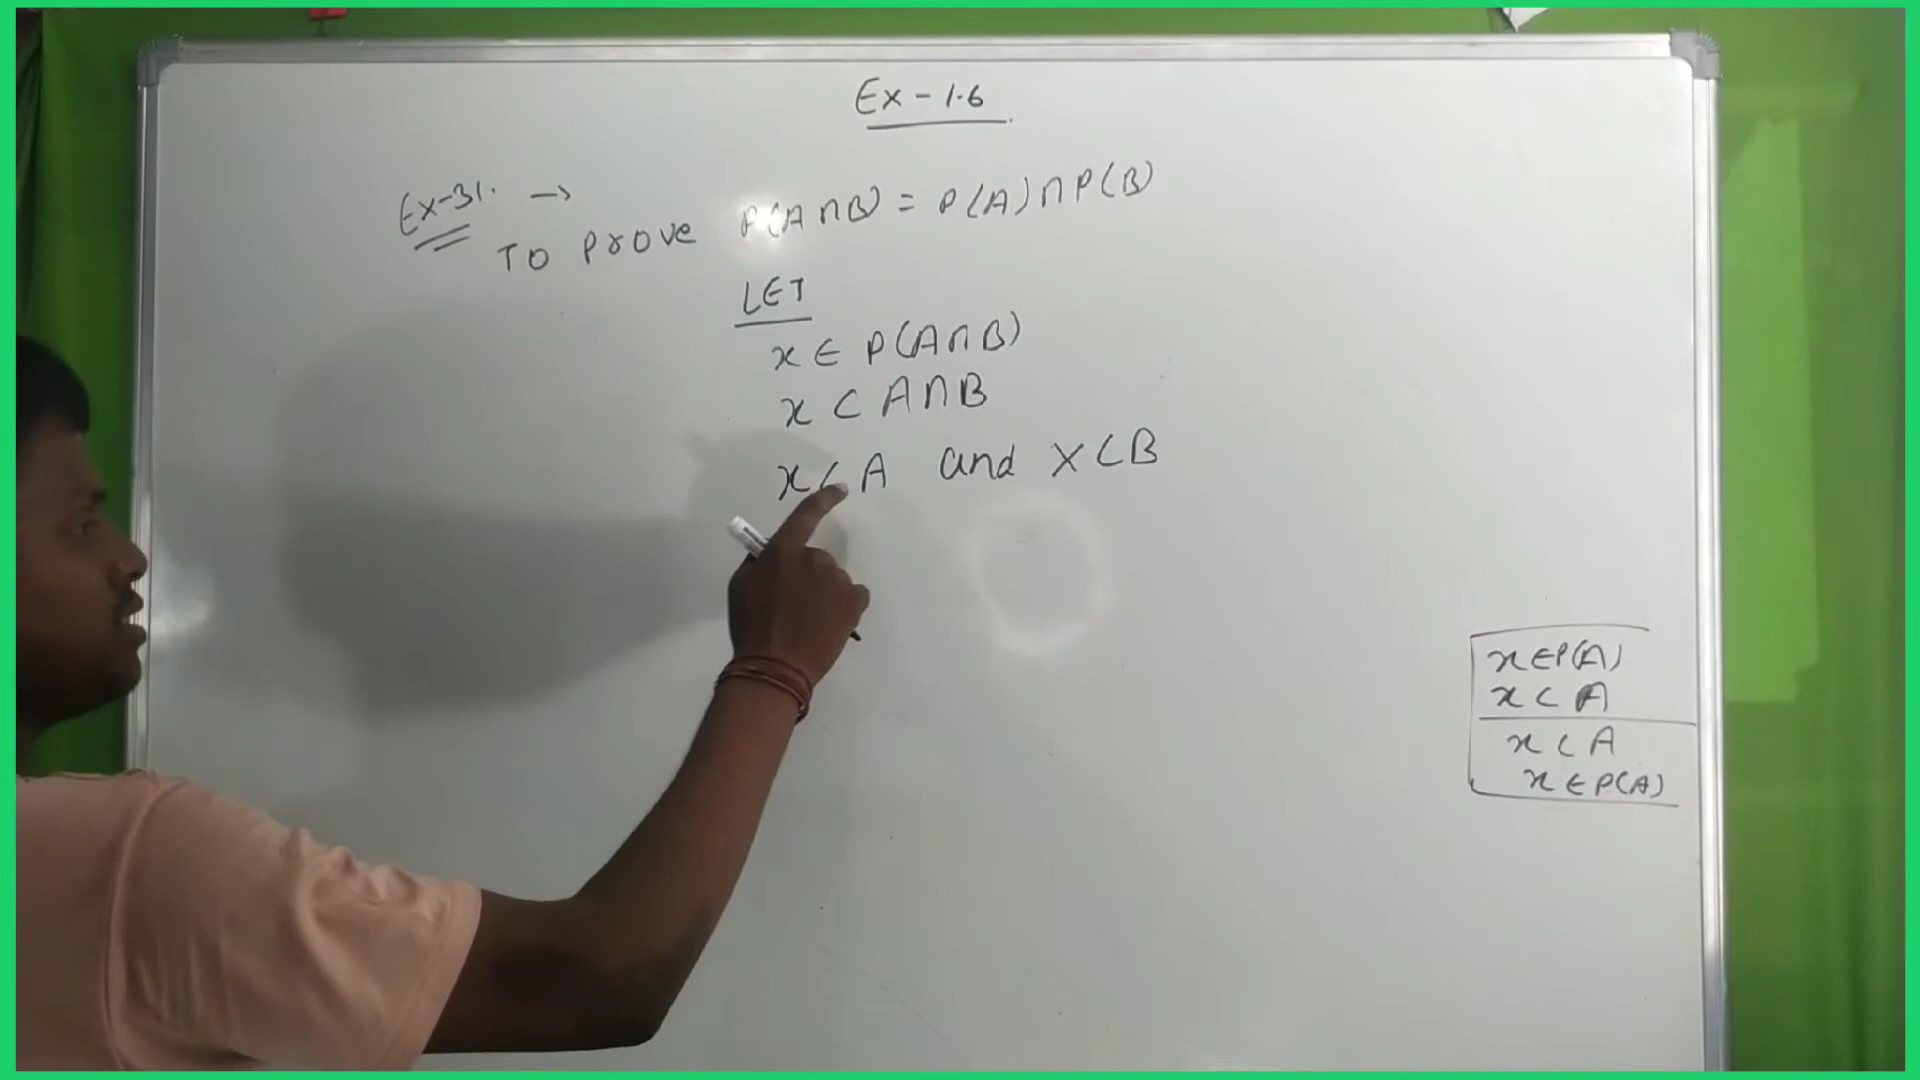 Ex - 1.6
Ex-31. →
TO Prove P(A∩B) = P(A)∩P(B)
LET
x ∈ P(A∩B)
x ⊂ A∩B
x ⊂ A and X ⊂ B
x ∈ P(A)
x ⊂ A
x ⊂ A
x ∈ P(A)